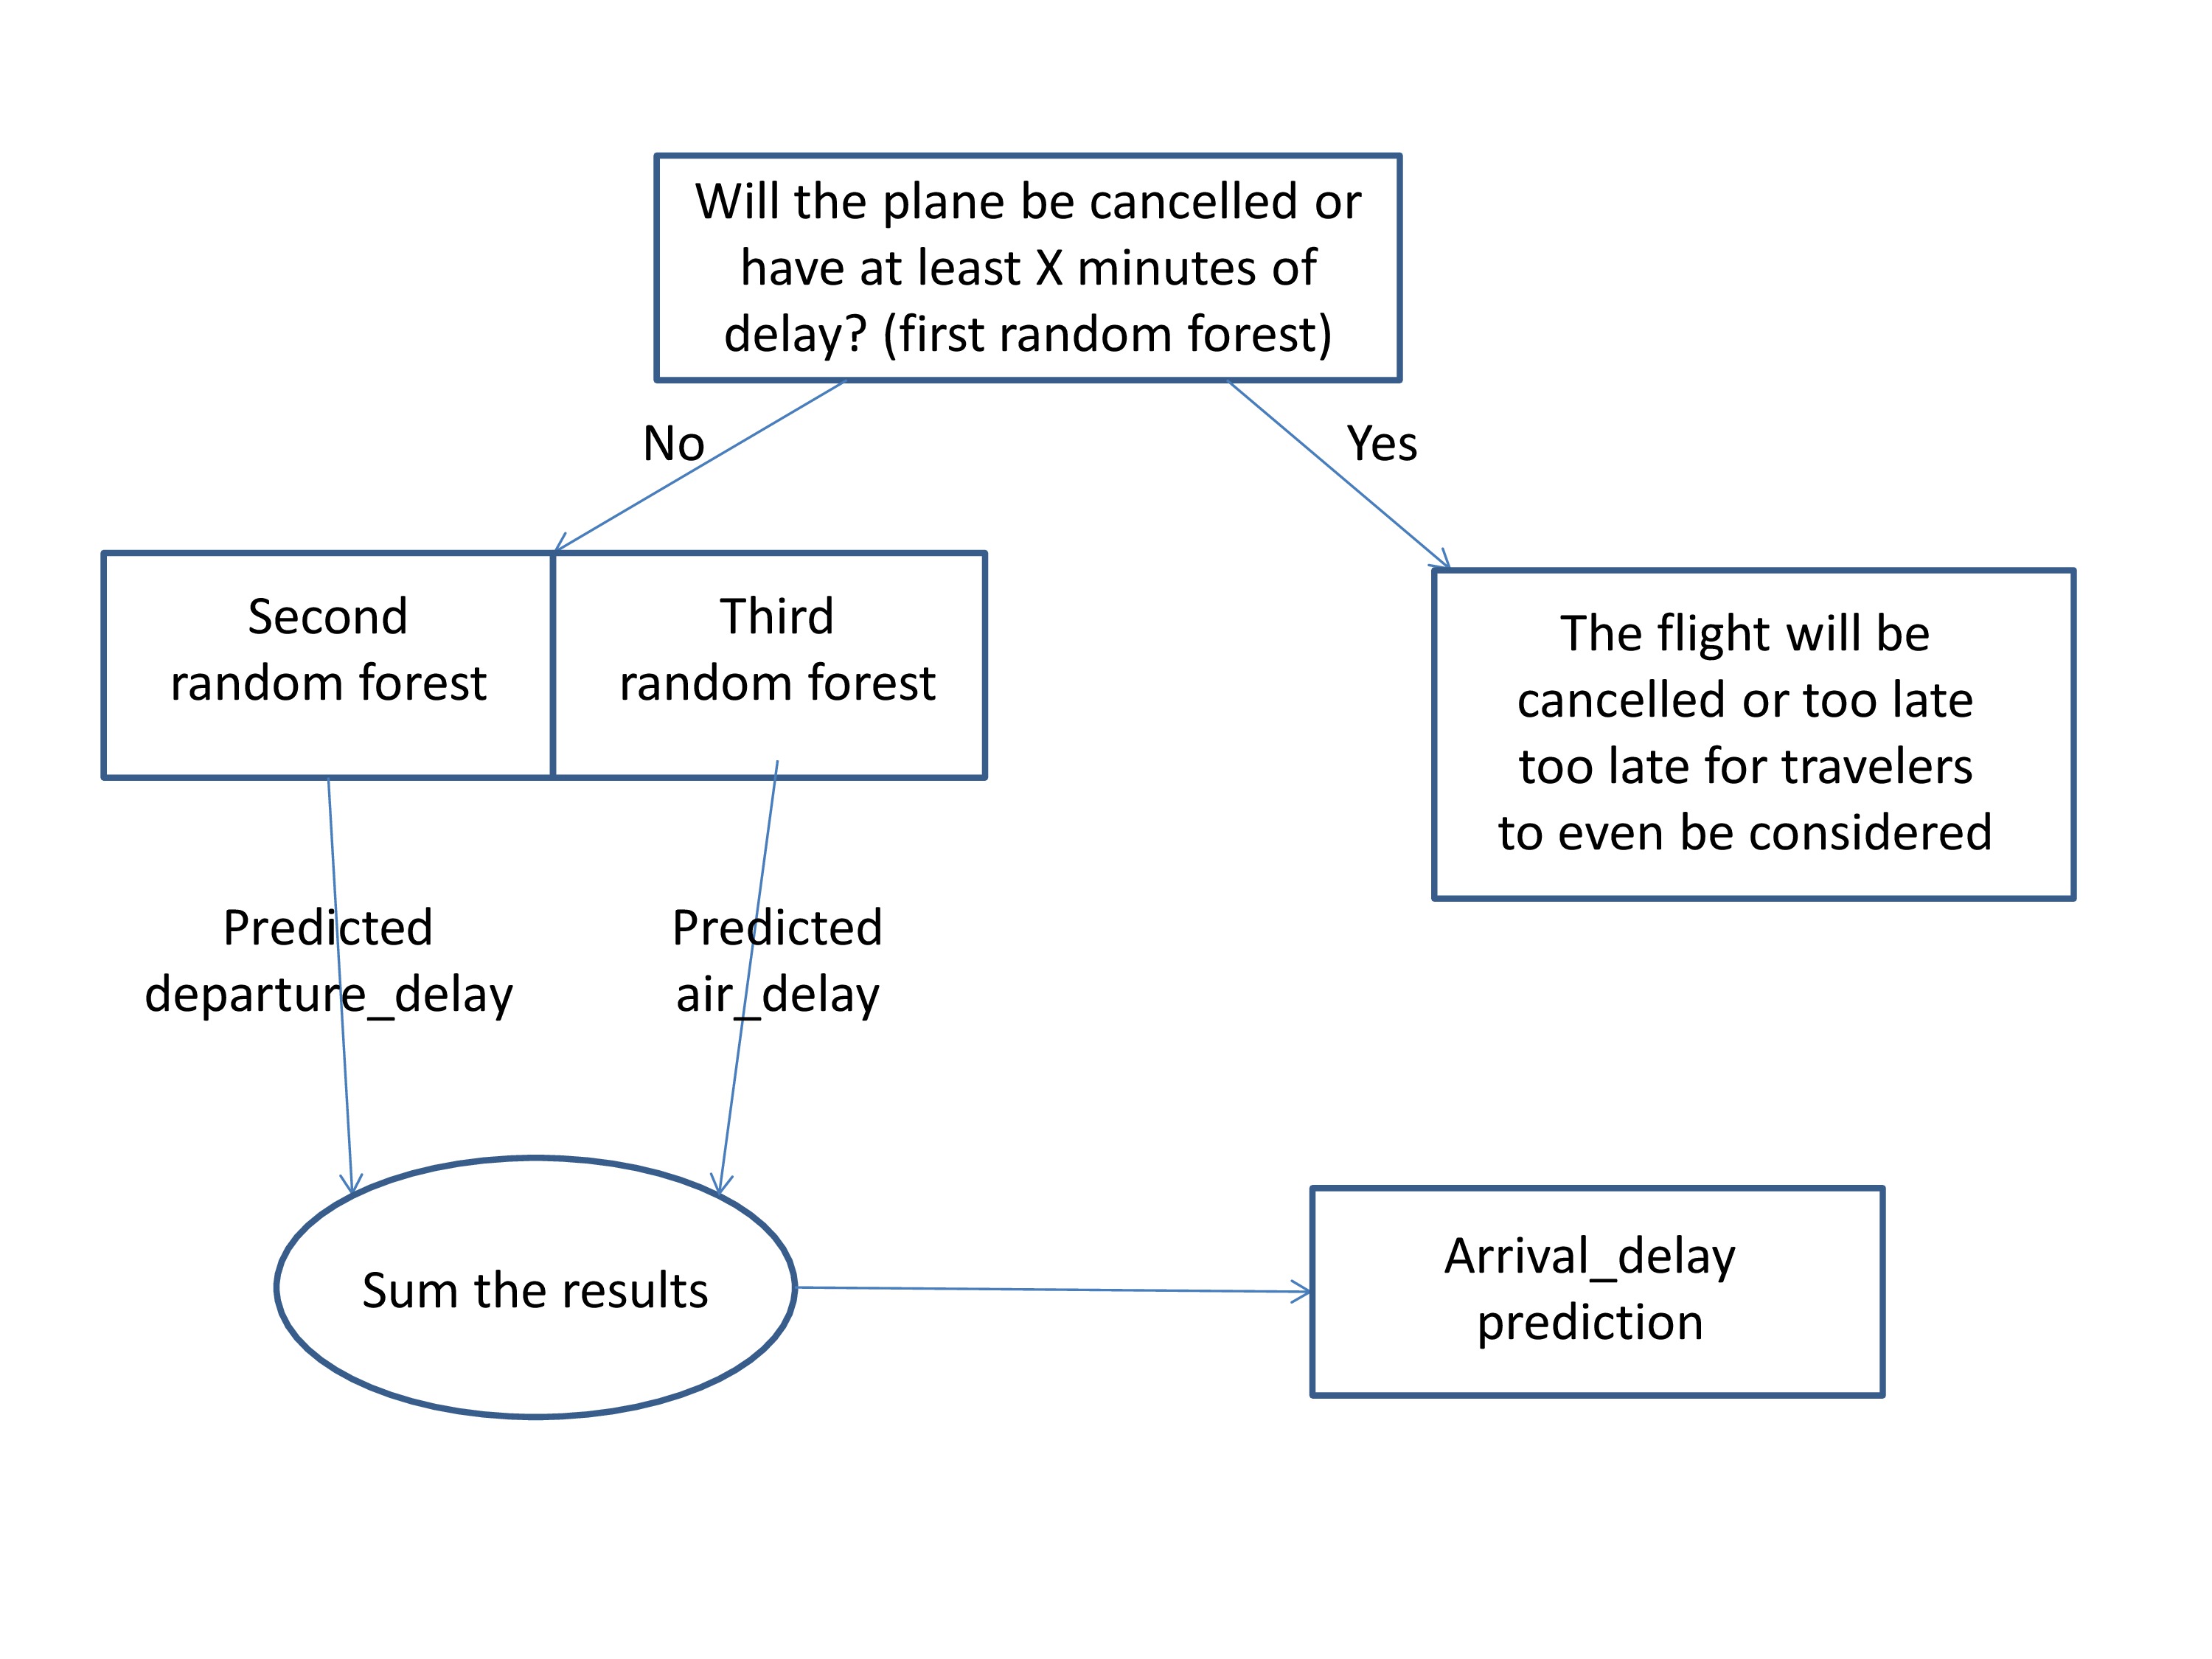 Will the plane be cancelled or
have at least X minutes of
delay? (first random forest)
No
Yes
Second
random forest
Third
random forest
The flight will be
cancelled or too late
too late for travelers
to even be considered
Predicted
departure_delay
Predicted
air_delay
Sum the results
Arrival_delay
prediction